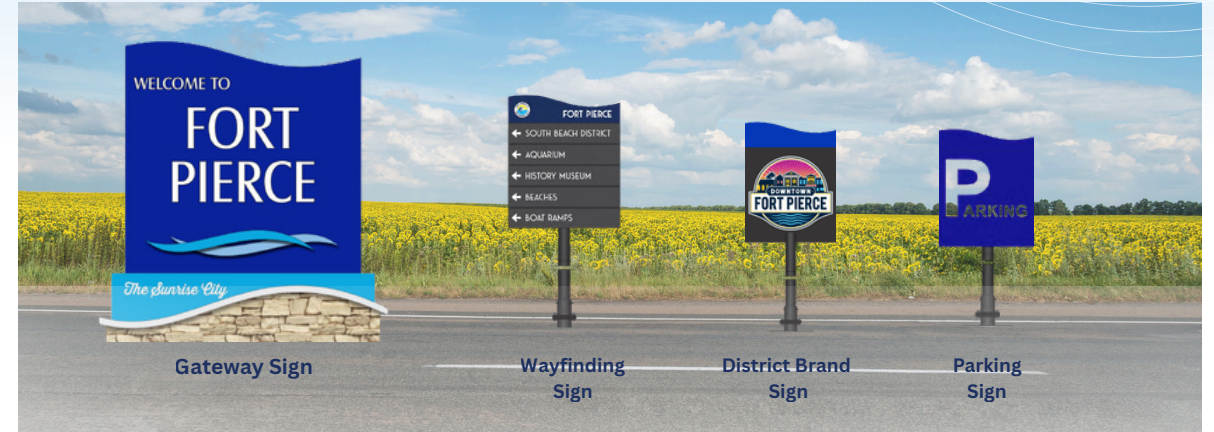 WELCOME TO
FORT
PIERCE
The Sunrise City
FORT PIERCE
← SOUTH BEACH DISTRICT
← AQUARIUM
← HISTORY MUSEUM
← BEACHES
← BOAT RAMPS
DOWNTOWN
FORT PIERCE
PARKING
Gateway Sign
Wayfinding
Sign
District Brand
Sign
Parking
Sign